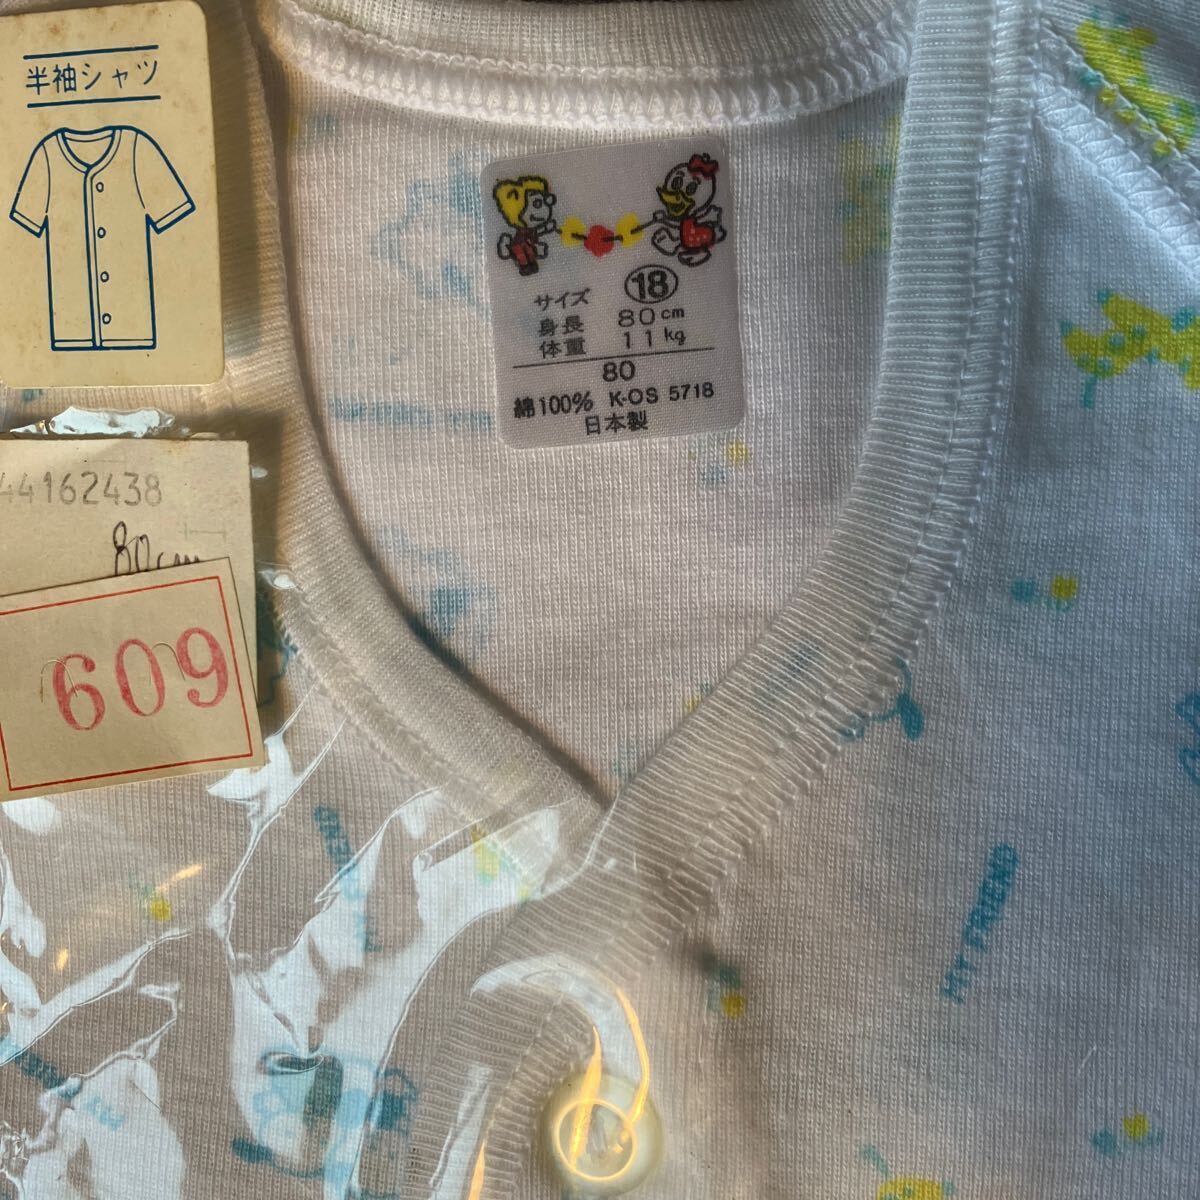 半袖シャツ
44162438
80cm
609
サイズ 18
身長 80cm
体重 11kg
80
綿100% K-OS 5718
日本製
MY FRIEND